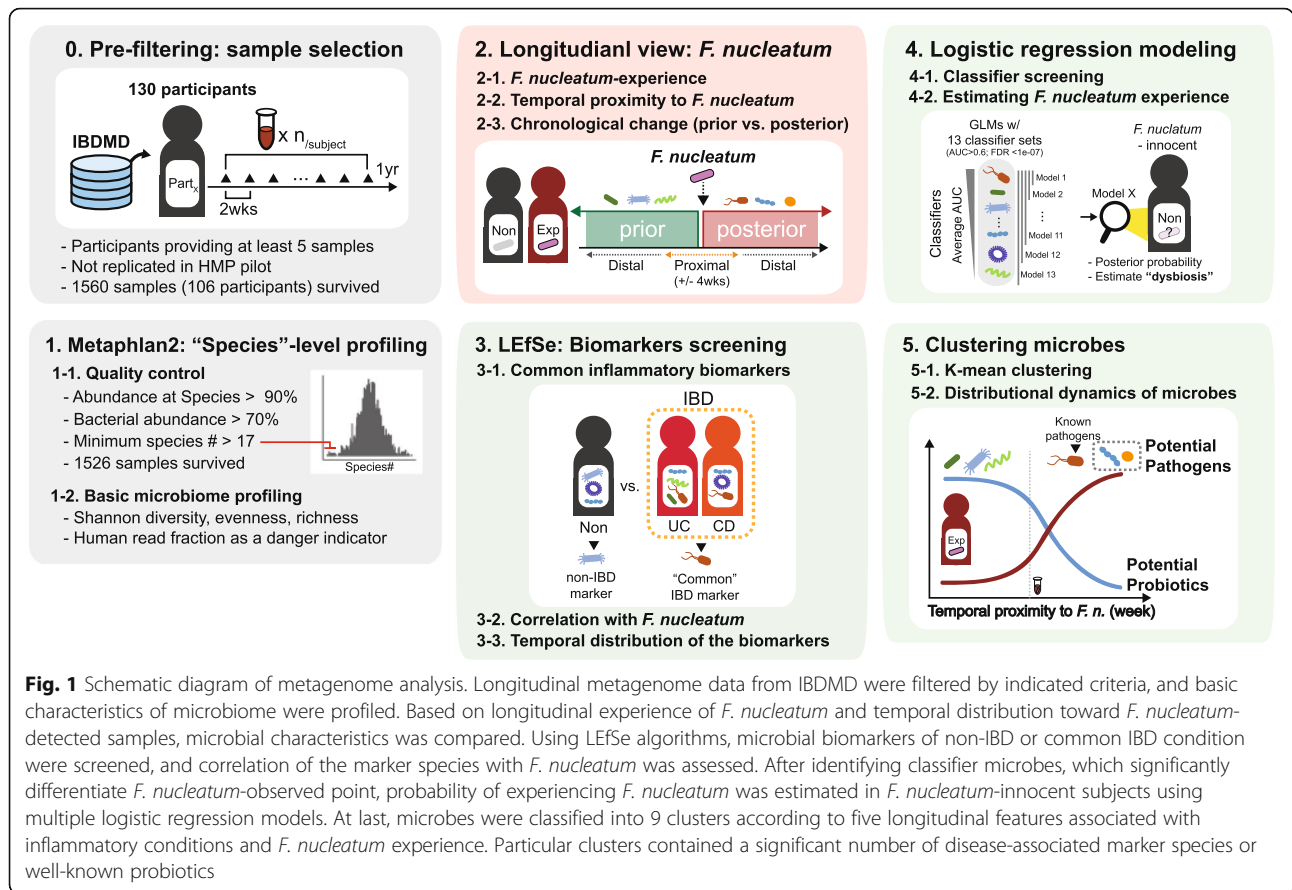 0. Pre-filtering: sample selection
130 participants
IBDMD
x n/subject
1yr
Partx
2wks
- Participants providing at least 5 samples
- Not replicated in HMP pilot
- 1560 samples (106 participants) survived
1. Metaphlan2: “Species”-level profiling
1-1. Quality control
- Abundance at Species > 90%
- Bacterial abundance > 70%
- Minimum species # > 17
- 1526 samples survived
Species#
1-2. Basic microbiome profiling
- Shannon diversity, evenness, richness
- Human read fraction as a danger indicator
2. Longitudianl view: F. nucleatum
2-1. F. nucleatum-experience
2-2. Temporal proximity to F. nucleatum
2-3. Chronological change (prior vs. posterior)
F. nucleatum
Non
Exp
prior
posterior
Distal
Proximal
(+/- 4wks)
Distal
3. LEfSe: Biomarkers screening
3-1. Common inflammatory biomarkers
IBD
vs.
Non
UC
CD
non-IBD
marker
“Common”
IBD marker
3-2. Correlation with F. nucleatum
3-3. Temporal distribution of the biomarkers
4. Logistic regression modeling
4-1. Classifier screening
4-2. Estimating F. nucleatum experience
GLMs w/
13 classifier sets
(AUC>0.6; FDR <1e-07)
Classifiers
Average AUC
Model 1
Model 2
⋮
Model 11
Model 12
Model 13
Model X
F. nuclatum
- innocent
Non
?
- Posterior probability
- Estimate “dysbiosis”
5. Clustering microbes
5-1. K-mean clustering
5-2. Distributional dynamics of microbes
Known
pathogens
Potential
Pathogens
Exp
Potential
Probiotics
Temporal proximity to F. n. (week)
Fig. 1 Schematic diagram of metagenome analysis. Longitudinal metagenome data from IBDMD were filtered by indicated criteria, and basic
characteristics of microbiome were profiled. Based on longitudinal experience of F. nucleatum and temporal distribution toward F. nucleatum-
detected samples, microbial characteristics was compared. Using LEfSe algorithms, microbial biomarkers of non-IBD or common IBD condition
were screened, and correlation of the marker species with F. nucleatum was assessed. After identifying classifier microbes, which significantly
differentiate F. nucleatum-observed point, probability of experiencing F. nucleatum was estimated in F. nucleatum-innocent subjects using
multiple logistic regression models. At last, microbes were classified into 9 clusters according to five longitudinal features associated with
inflammatory conditions and F. nucleatum experience. Particular clusters contained a significant number of disease-associated marker species or
well-known probiotics